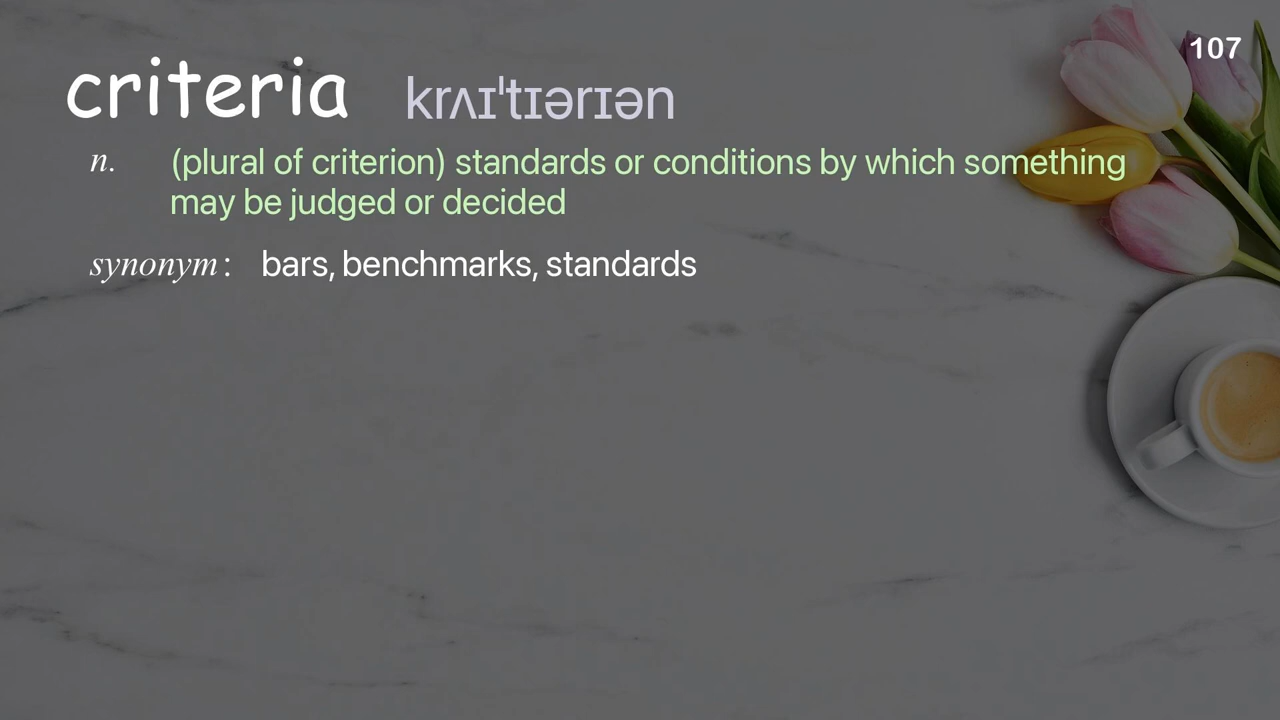 107
criteria krʌɪˈtɪərɪən
n. (plural of criterion) standards or conditions by which something
may be judged or decided
synonym : bars, benchmarks, standards